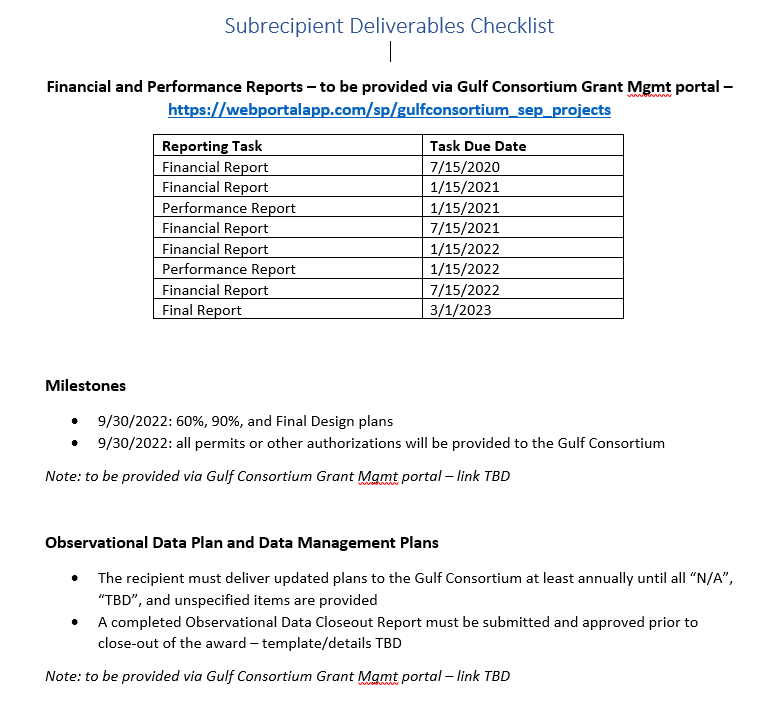 Subrecipient Deliverables Checklist
Financial and Performance Reports – to be provided via Gulf Consortium Grant Mgmt portal –
https://webportalapp.com/sp/gulfconsortium_sep_projects
Reporting Task Task Due Date
Financial Report 7/15/2020
Financial Report 1/15/2021
Performance Report 1/15/2021
Financial Report 7/15/2021
Financial Report 1/15/2022
Performance Report 1/15/2022
Financial Report 7/15/2022
Final Report 3/1/2023
Milestones
• 9/30/2022: 60%, 90%, and Final Design plans
• 9/30/2022: all permits or other authorizations will be provided to the Gulf Consortium
Note: to be provided via Gulf Consortium Grant Mgmt portal – link TBD
Observational Data Plan and Data Management Plans
• The recipient must deliver updated plans to the Gulf Consortium at least annually until all “N/A”,
“TBD”, and unspecified items are provided
• A completed Observational Data Closeout Report must be submitted and approved prior to
close-out of the award – template/details TBD
Note: to be provided via Gulf Consortium Grant Mgmt portal – link TBD